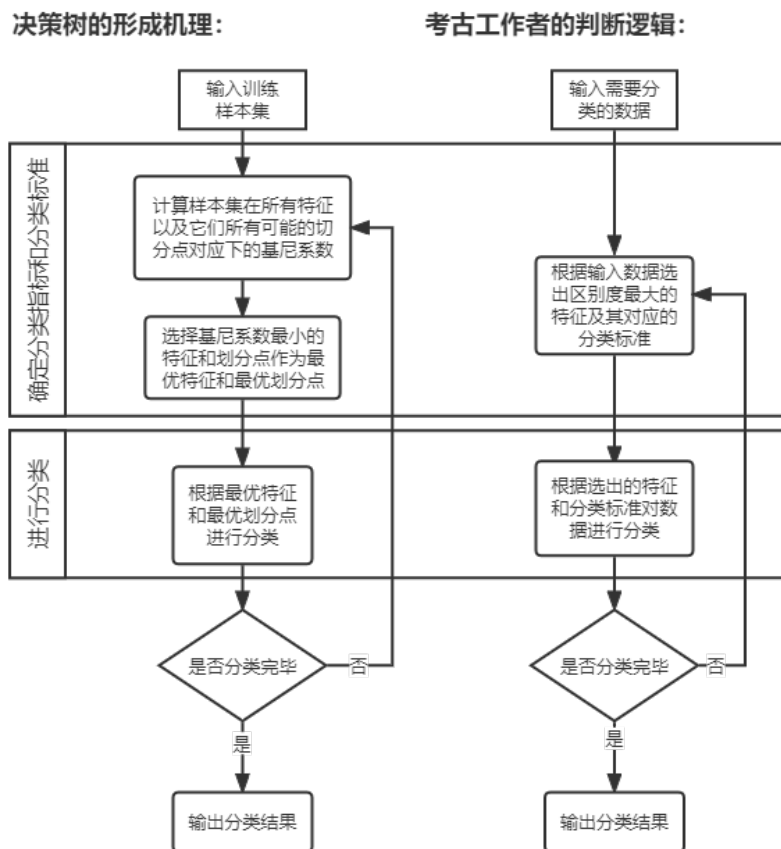 决策树的形成机理：
考古工作者的判断逻辑：
输入训练
样本集
输入需要分
类的数据
确定分类指标和分类标准
计算样本集在所有特征
以及它们所有可能的切
分点对应下的基尼系数
选择基尼系数最小的
特征和划分点作为最
优特征和最优划分点
根据输入数据选
出区别度最大的
特征及其对应的
分类标准
进行分类
根据最优特征
和最优划分点
进行分类
根据选出的特征
和分类标准对数
据进行分类
是否分类完毕
否
是否分类完毕
否
是
是
输出分类结果
输出分类结果